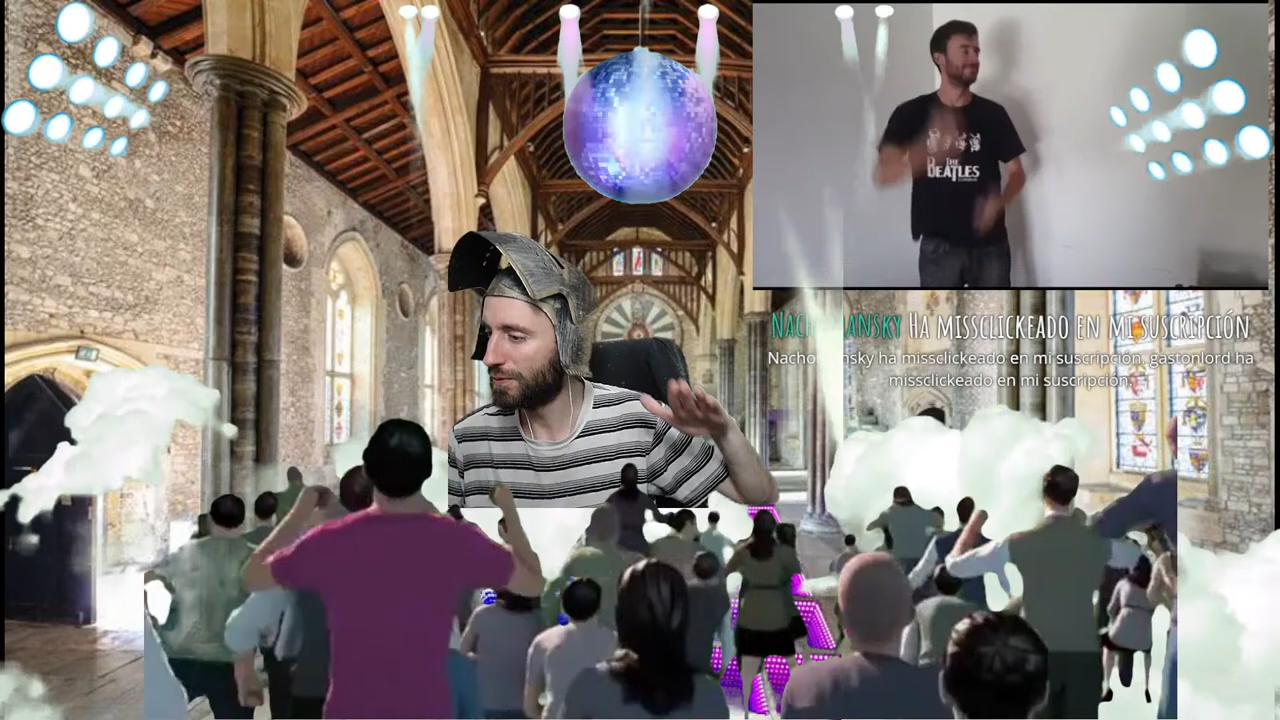 THE
BEATLES
HA MISSCLICKEADO EN MI SUSCRIPCIÓN
ha missclickeado en mi suscripción, gastonlord ha
missclickeado en mi suscripción.